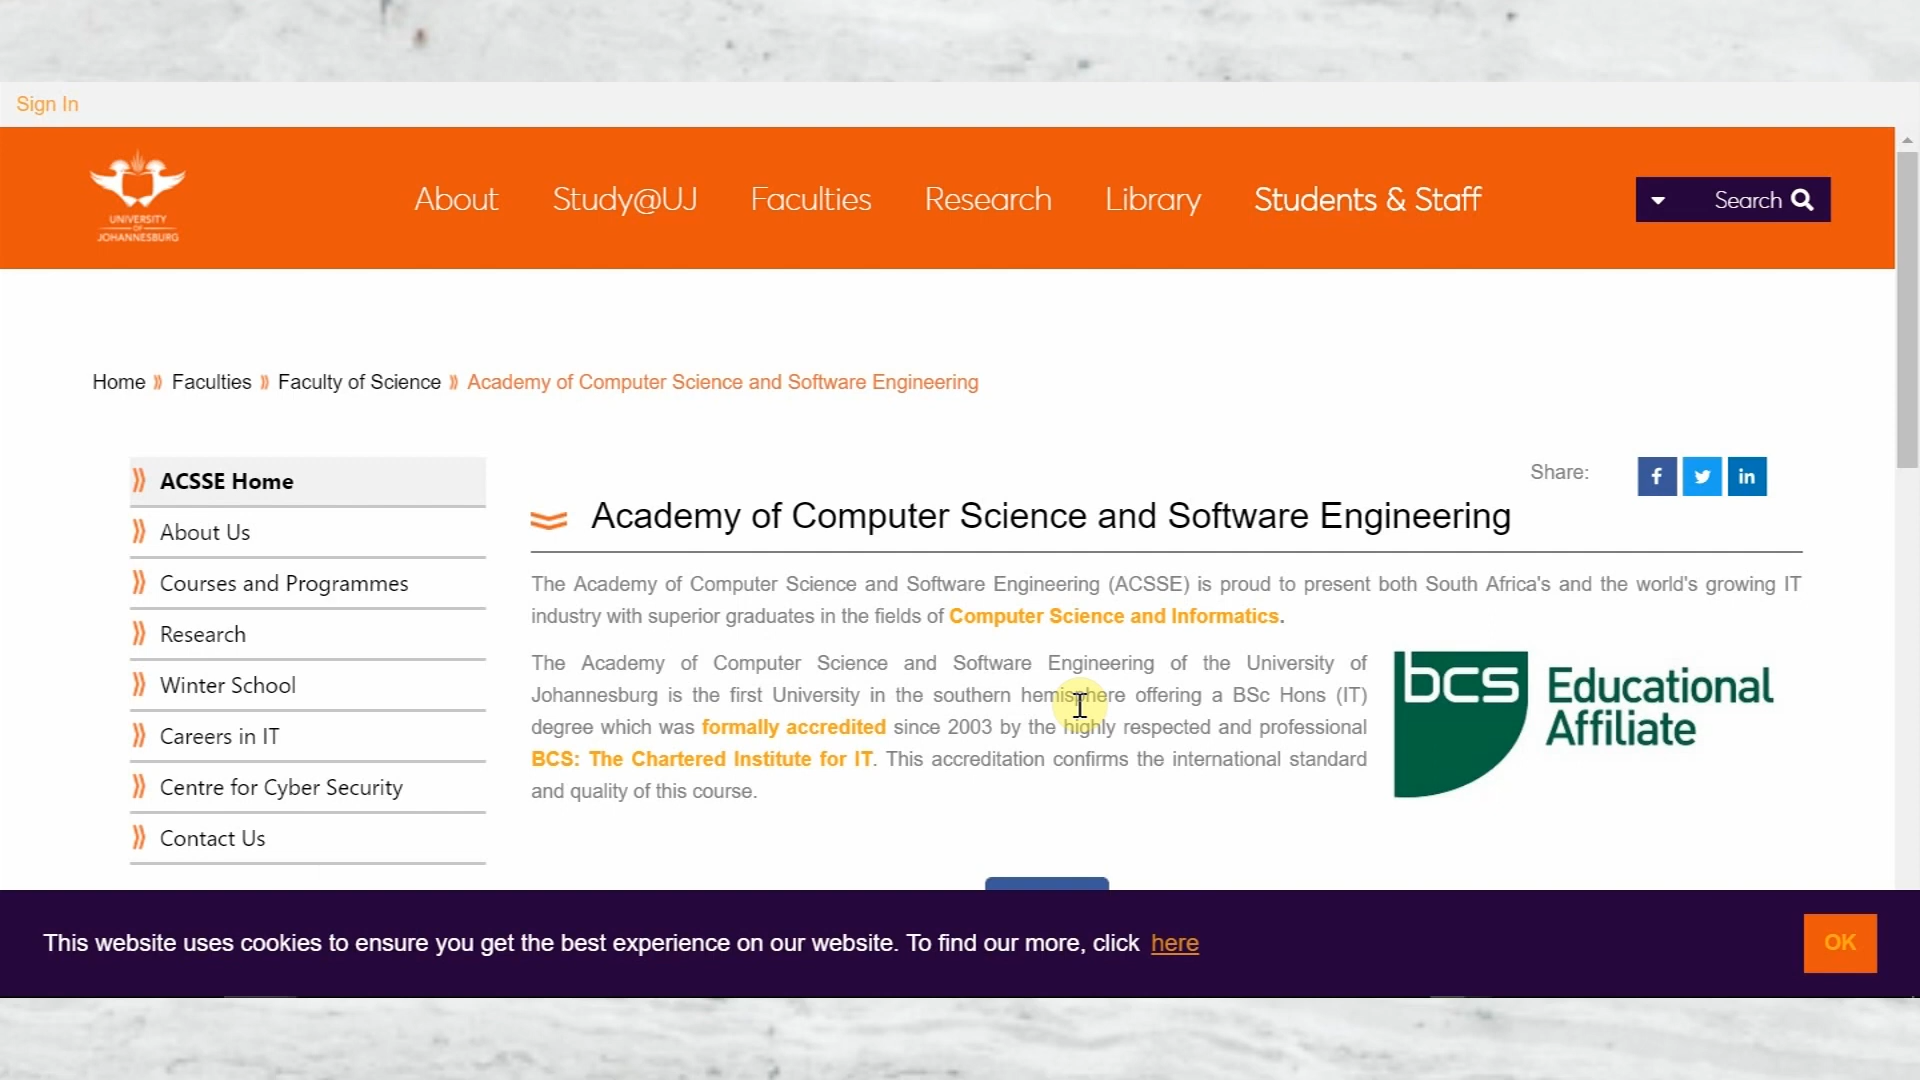 Sign In
UNIVERSITY
OF
JOHANNESBURG
About
Study@UJ
Faculties
Research
Library
Students & Staff
Search
Home
Faculties
Faculty of Science
Academy of Computer Science and Software Engineering
ACSSE Home
About Us
Courses and Programmes
Research
Winter School
Careers in IT
Centre for Cyber Security
Contact Us
Share:
Academy of Computer Science and Software Engineering
The Academy of Computer Science and Software Engineering (ACSSE) is proud to present both South Africa's and the world's growing IT
industry with superior graduates in the fields of Computer Science and Informatics.
The Academy of Computer Science and Software Engineering of the University of
Johannesburg is the first University in the southern hemisphere offering a BSc Hons (IT)
degree which was formally accredited since 2003 by the highly respected and professional
BCS: The Chartered Institute for IT. This accreditation confirms the international standard
and quality of this course.
bcs
Educational
Affiliate
This website uses cookies to ensure you get the best experience on our website. To find our more, click here
OK